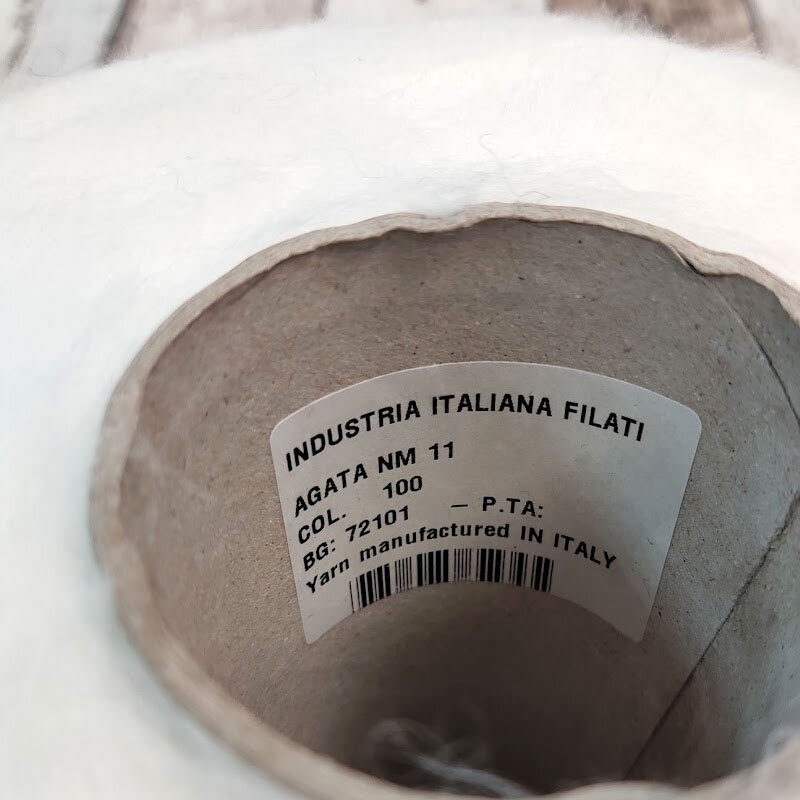 INDUSTRIA ITALIANA FILATI
AGATA NM 11
COL. 100
BG: 72101 – P.TA:
Yarn manufactured IN ITALY